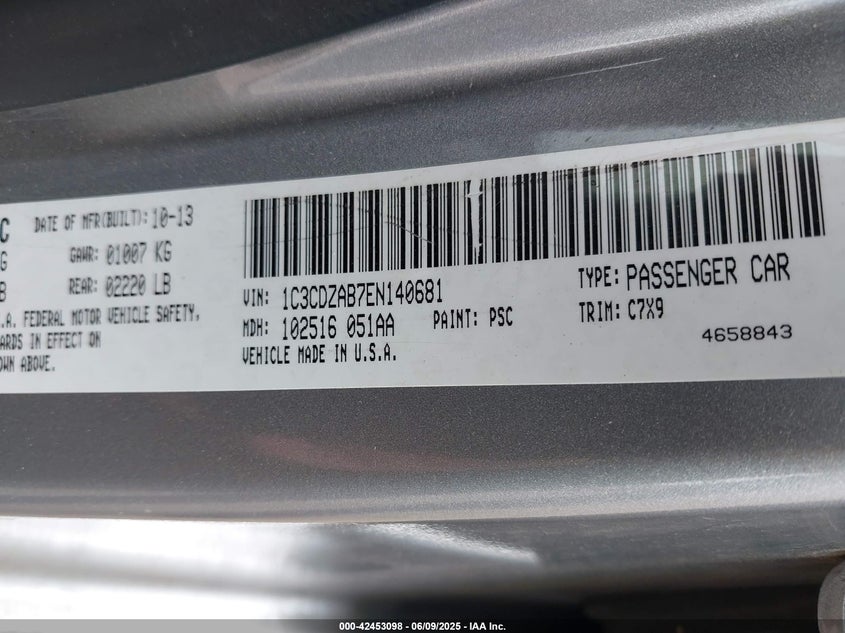 C DATE OF MFR(BUILT): 10-13
G GAWR: 01007 KG
B REAR: 02220 LB
.A. FEDERAL MOTOR VEHICLE SAFETY,
ARDS IN EFFECT ON
OWN ABOVE.
VIN: 1C3CDZAB7EN140681 TYPE: PASSENGER CAR
MDH: 102516 051AA PAINT: PSC TRIM: C7X9
VEHICLE MADE IN U.S.A. 4658843
000-42453098 - 06/09/2025 - IAA Inc.